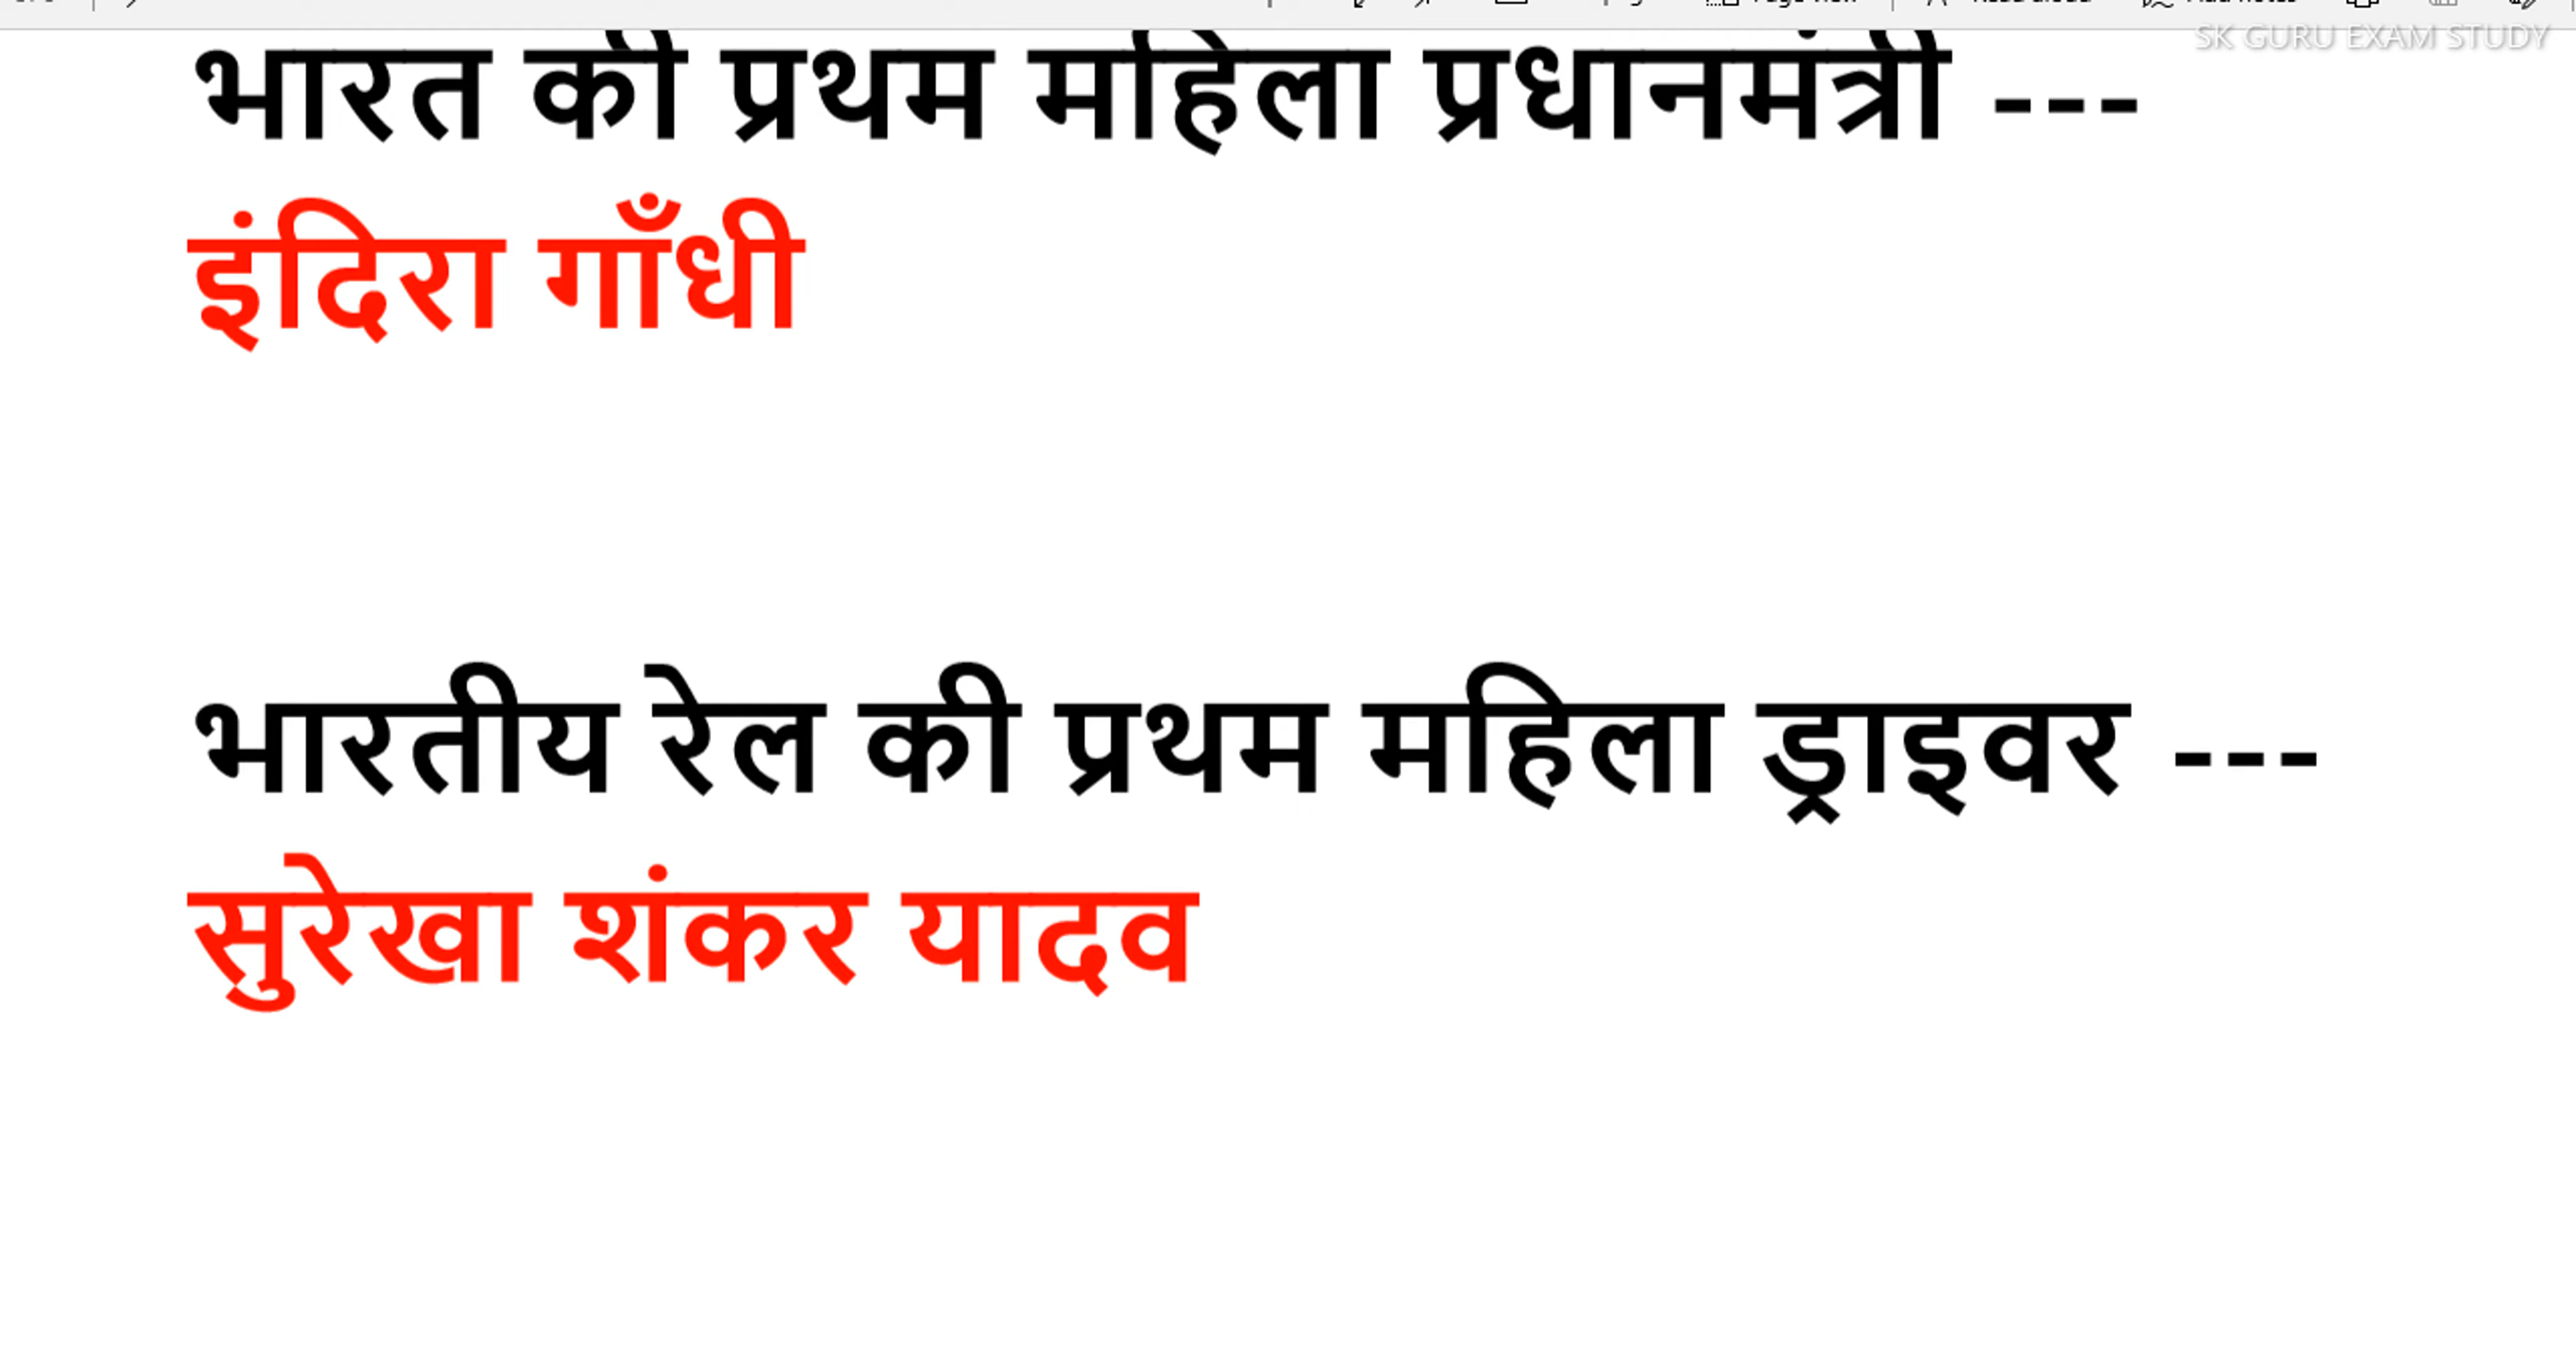 SK GURU EXAM STUDY
भारत की प्रथम महिला प्रधानमंत्री ---
इंदिरा गाँधी
भारतीय रेल की प्रथम महिला ड्राइवर ---
सुरेखा शंकर यादव